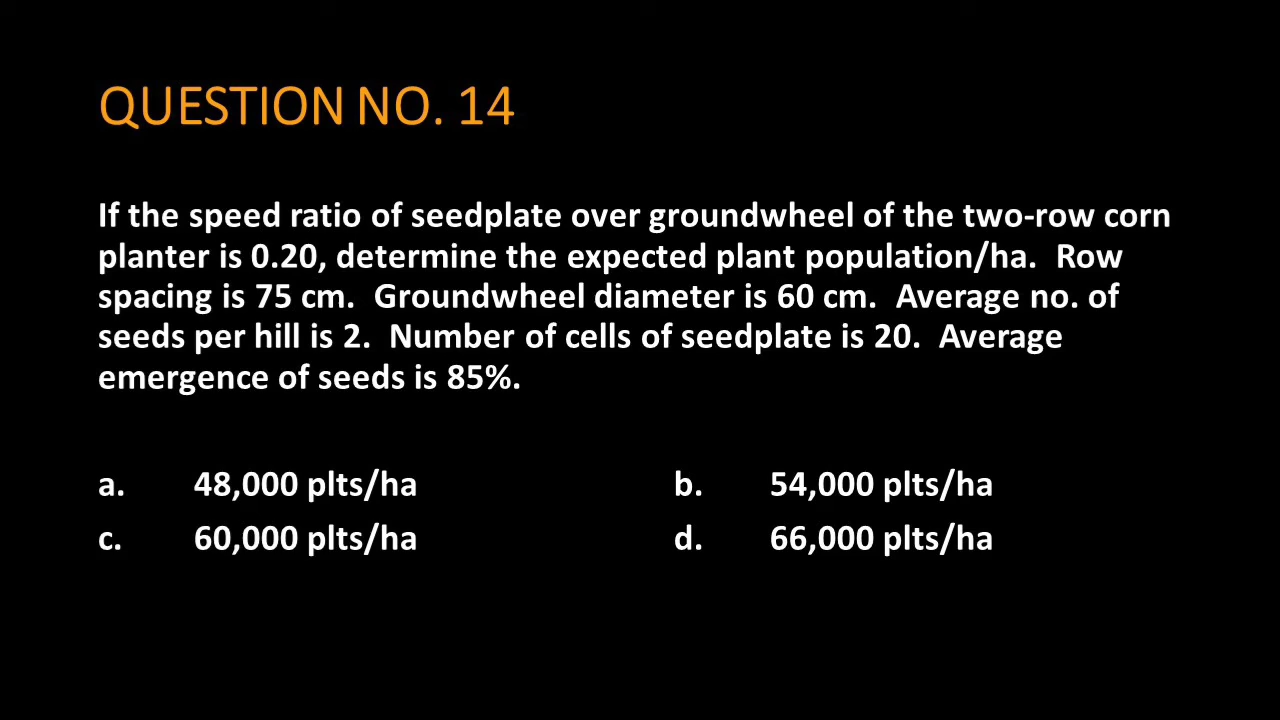 QUESTION NO. 14
If the speed ratio of seedplate over groundwheel of the two-row corn
planter is 0.20, determine the expected plant population/ha.  Row
spacing is 75 cm.  Groundwheel diameter is 60 cm.  Average no. of
seeds per hill is 2.  Number of cells of seedplate is 20.  Average
emergence of seeds is 85%.
a. 48,000 plts/ha b. 54,000 plts/ha
c. 60,000 plts/ha d. 66,000 plts/ha